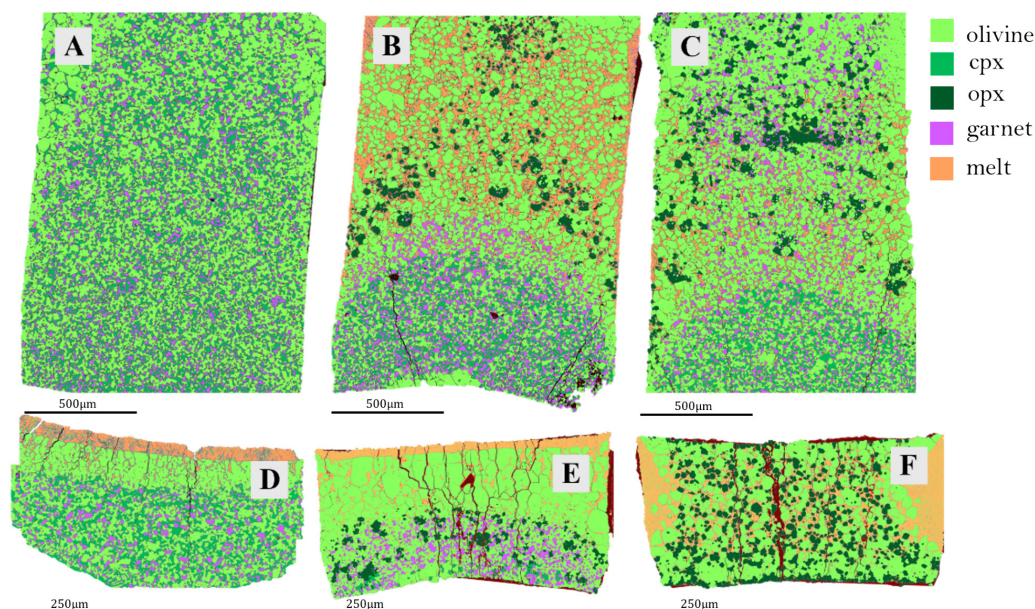 A
B
C
olivine
cpx
opx
garnet
melt
500μm
500μm
500μm
D
E
F
250μm
250μm
250μm